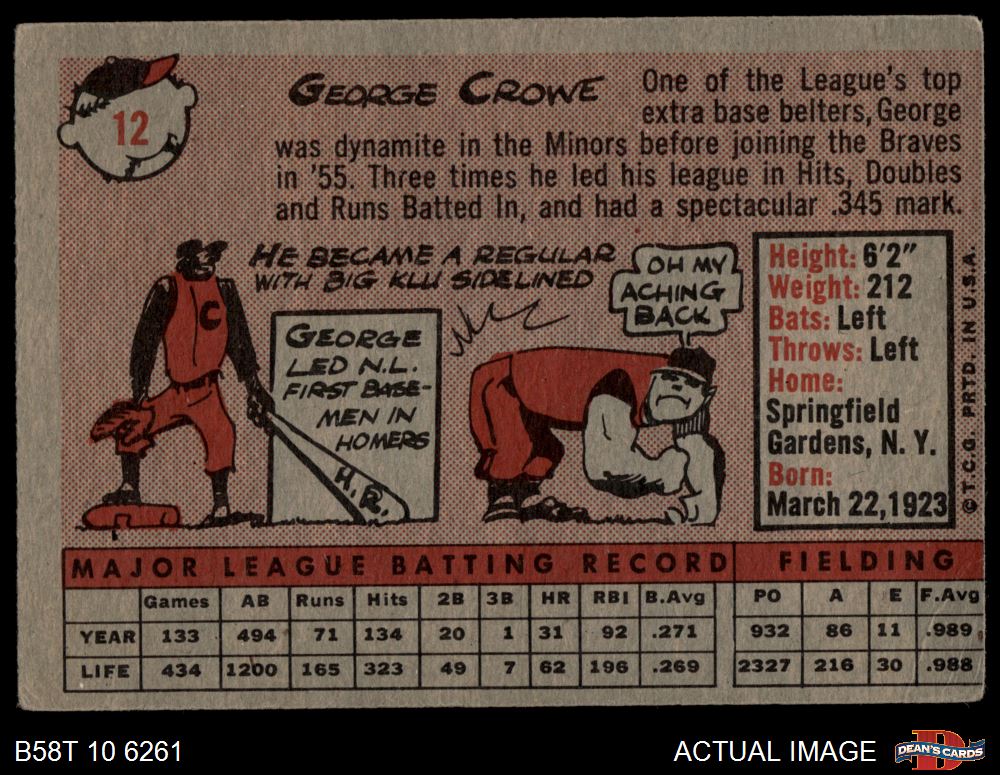 12
GEORGE CROWE
One of the League's top
extra base belters, George
was dynamite in the Minors before joining the Braves
in '55. Three times he led his league in Hits, Doubles
and Runs Batted In, and had a spectacular .345 mark.
HE BECAME A REGULAR
WITH BIG KLU SIDELINED
C
GEORGE
LED N.L.
FIRST BASE-
MEN IN
HOMERS
H.R.
OH MY
ACHING
BACK
Height: 6'2"
Weight: 212
Bats: Left
Throws: Left
Home:
Springfield
Gardens, N. Y.
Born:
March 22, 1923
© T.C.G. PRTD. IN U.S.A.
MAJOR LEAGUE BATTING RECORD FIELDING
Games AB Runs Hits 2B 3B HR RBI B.Avg PO A E F.Avg
YEAR 133 494 71 134 20 1 31 92 .271 932 86 11 .989
LIFE 434 1200 165 323 49 7 62 196 .269 2327 216 30 .988
B58T 10 6261
ACTUAL IMAGE
D
DEAN'S CARDS